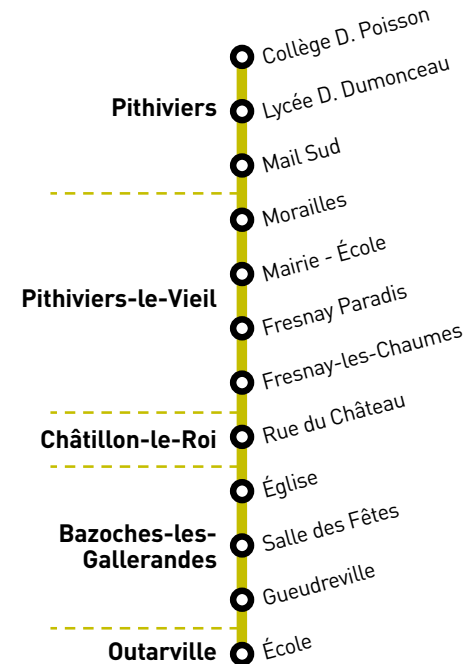 Collège D. Poisson
Pithiviers
Lycée D. Dumonceau
Mail Sud
Morailles
Mairie - École
Pithiviers-le-Vieil
Fresnay Paradis
Fresnay-les-Chaumes
Châtillon-le-Roi
Rue du Château
Église
Bazoches-les-
Gallerandes
Salle des Fêtes
Gueudreville
Outarville
École